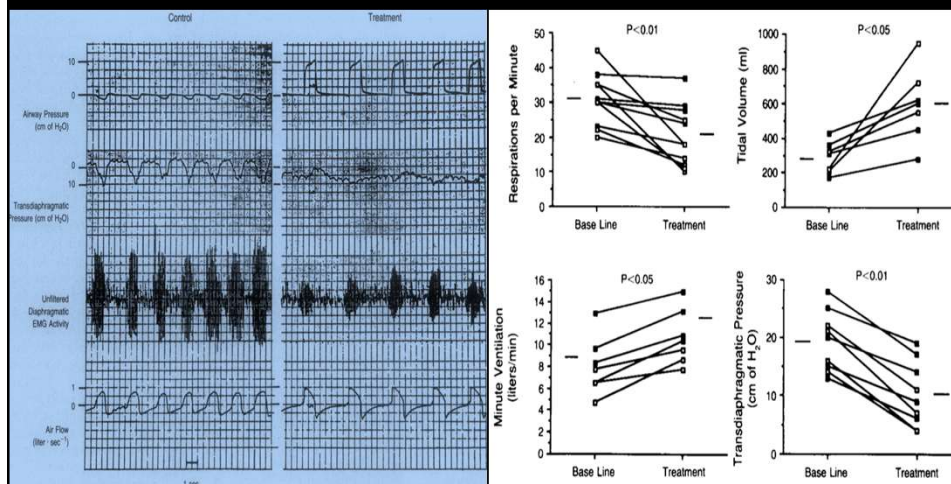 Control Treatment
10
0
Airway Pressure
(cm of H₂O)
0
10
Transdiaphragmatic
Pressure (cm of H₂O)
Unfiltered
Diaphragmatic
EMG Activity
1
0
Air Flow
(liter · sec⁻¹)
P<0.01
Respirations per Minute
50
40
30
20
10
0
Base Line Treatment
P<0.05
Tidal Volume (ml)
1000
800
600
400
200
0
Base Line Treatment
P<0.05
Minute Ventilation
(liters/min)
16
14
12
10
8
6
4
2
0
Base Line Treatment
P<0.01
Transdiaphragmatic Pressure
(cm of H₂O)
30
20
10
0
Base Line Treatment